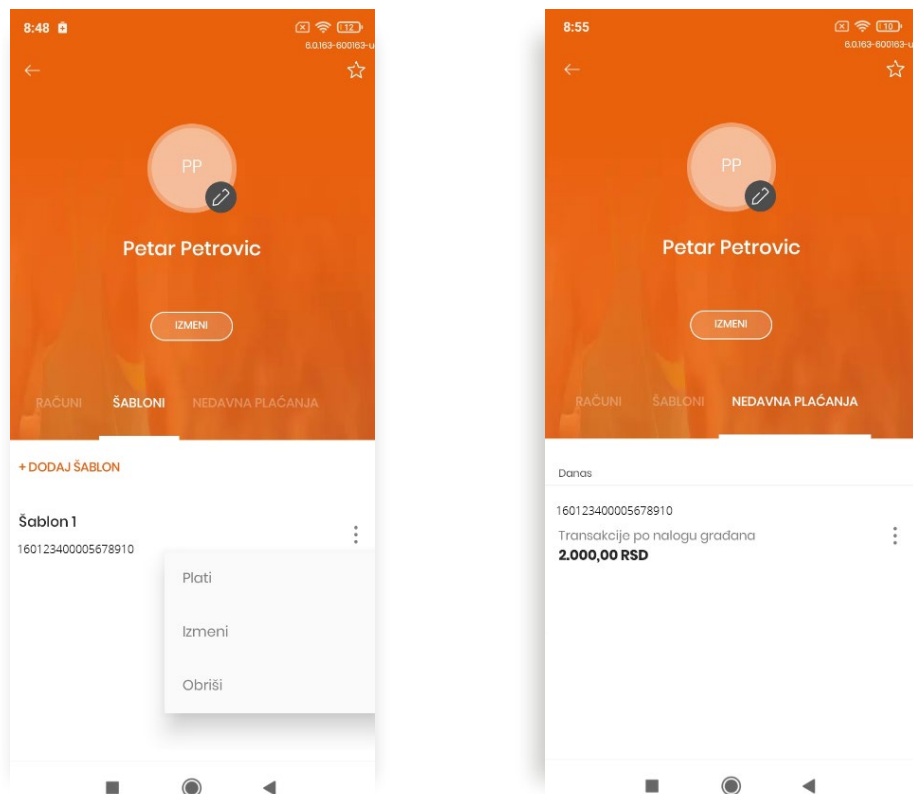 8:48
12
6.0.163-600163-u
PP
Petar Petrovic
IZMENI
RAČUNI ŠABLONI NEDAVNA PLAĆANJA
+ DODAJ ŠABLON
Šablon 1
160123400005678910
Plati
Izmeni
Obriši
8:55
10
6.0.163-600163-u
PP
Petar Petrovic
IZMENI
RAČUNI ŠABLONI NEDAVNA PLAĆANJA
Danas
160123400005678910
Transakcije po nalogu građana
2.000,00 RSD